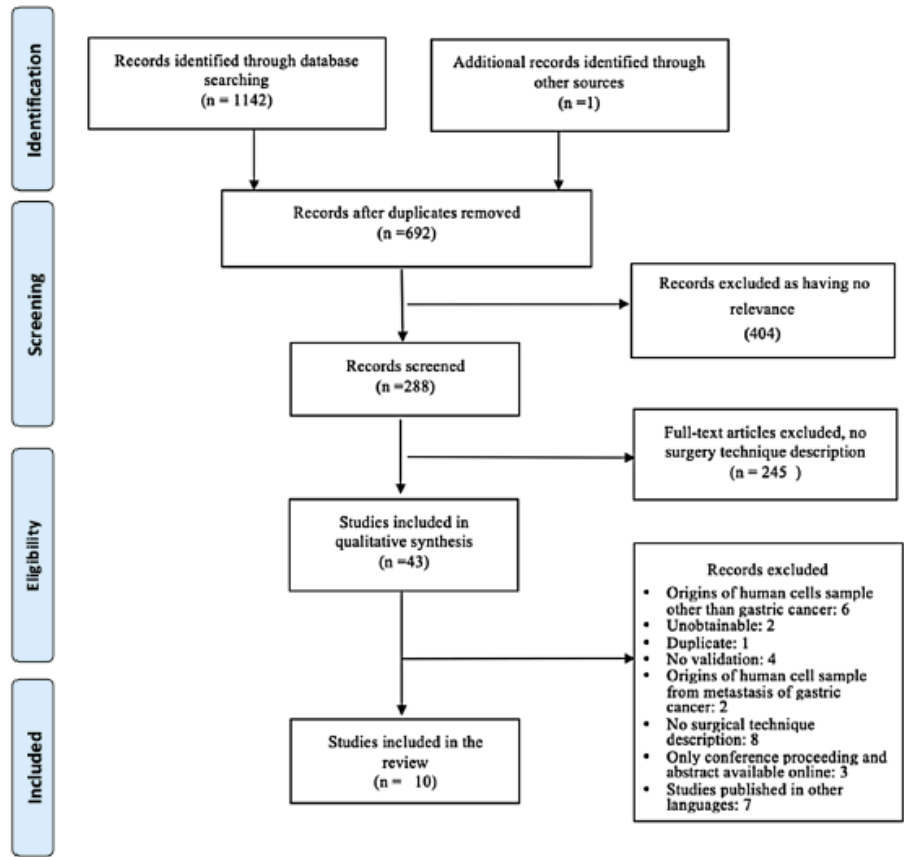 Identification
Records identified through database
searching
(n = 1142)
Additional records identified through
other sources
(n =1)
Screening
Records after duplicates removed
(n =692)
Records excluded as having no
relevance
(404)
Records screened
(n =288)
Eligibility
Full-text articles excluded, no
surgery technique description
(n = 245 )
Studies included in
qualitative synthesis
(n =43)
Records excluded
• Origins of human cells sample
other than gastric cancer: 6
• Unobtainable: 2
• Duplicate: 1
• No validation: 4
• Origins of human cell sample
from metastasis of gastric
cancer: 2
• No surgical technique
description: 8
• Only conference proceeding and
abstract available online: 3
• Studies published in other
languages: 7
Included
Studies included in the
review
(n = 10)